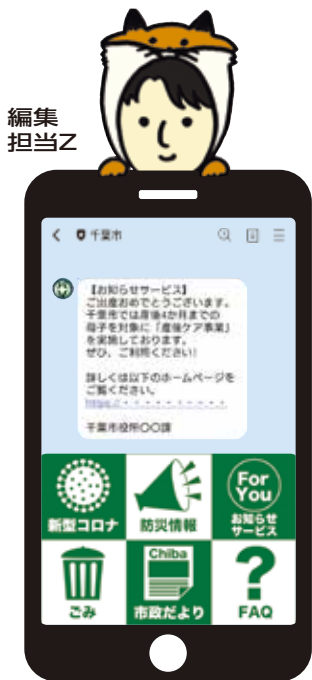 編集
担当Z
千葉市
【お知らせサービス】
ご出産おめでとうございます。
千葉市では産後4か月までの
母子を対象に「産後ケア事業」
を実施しております。
ぜひ、ご利用ください!
詳しくは以下のホームページを
ご覧ください。
https://・・・・・・・・・・
千葉市役所〇〇課
新型コロナ
防災情報
For
You
お知らせ
サービス
ごみ
Chiba
市政だより
?
FAQ